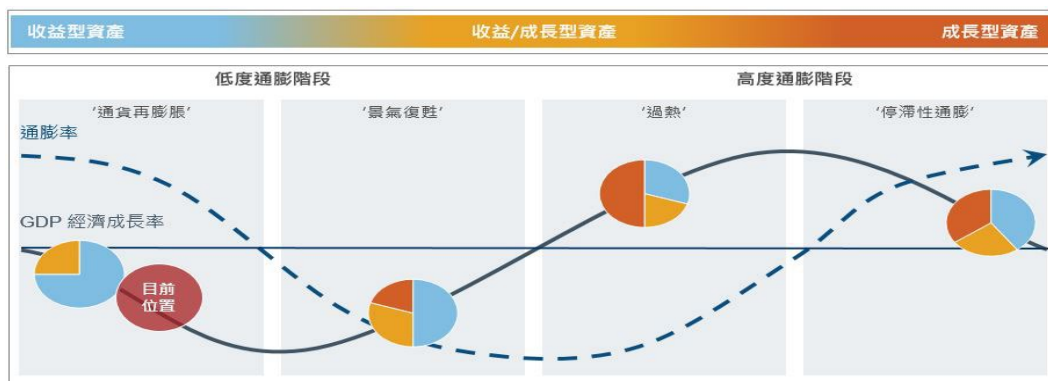 收益型資產
收益/成長型資產
成長型資產
低度通膨階段
高度通膨階段
'通貨再膨脹'
'景氣復甦'
'過熱'
'停滯性通膨'
通膨率
GDP 經濟成長率
目前
位置